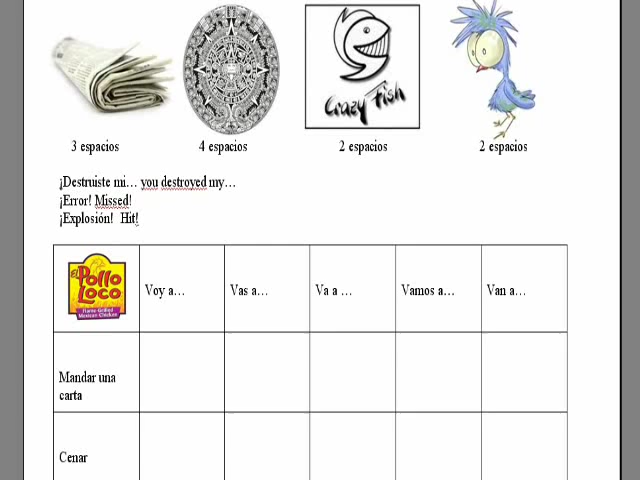 Crazy Fish
3 espacios 4 espacios 2 espacios 2 espacios
¡Destruiste mi… you destroyed my…
¡Error! Missed!
¡Explosión! Hit!
El Pollo Loco
Flame-Grilled
Mexican Chicken
Voy a… Vas a… Va a … Vamos a… Van a…
Mandar una
carta
Cenar